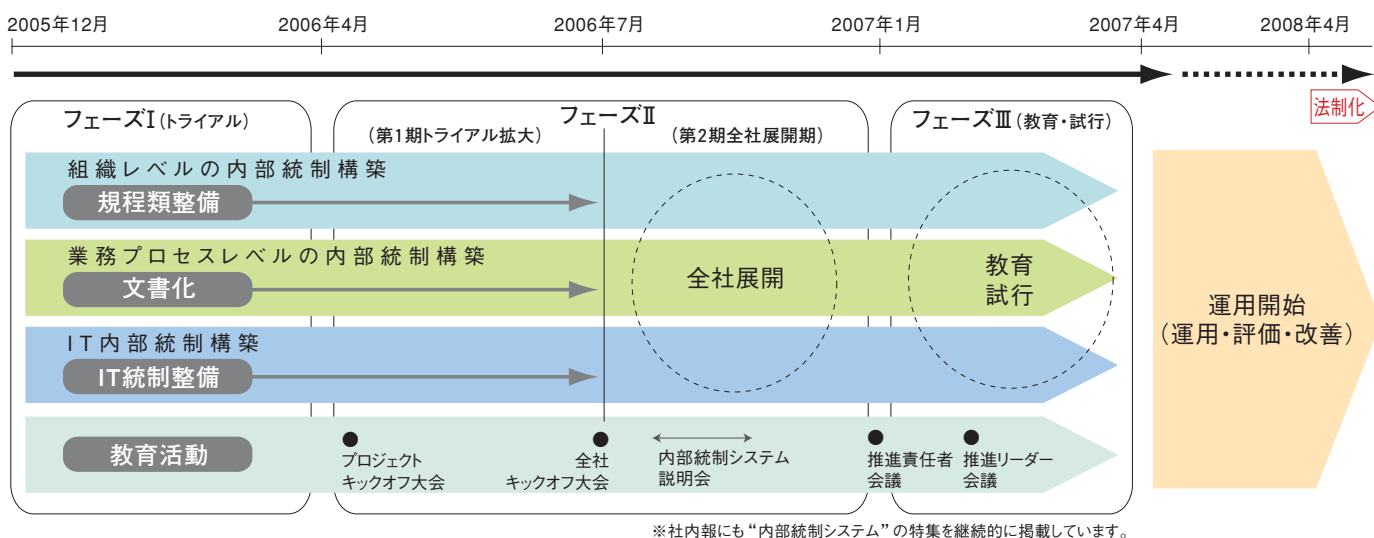 2005年12月
2006年4月
2006年7月
2007年1月
2007年4月
2008年4月
法制化
フェーズⅠ(トライアル)
フェーズⅡ
(第1期トライアル拡大)
(第2期全社展開期)
フェーズⅢ(教育・試行)
組織レベルの内部統制構築
規程類整備
業務プロセスレベルの内部統制構築
文書化
全社展開
教育
試行
IT内部統制構築
IT統制整備
運用開始
(運用・評価・改善)
教育活動
プロジェクト
キックオフ大会
全社
キックオフ大会
内部統制システム
説明会
推進責任者
会議
推進リーダー
会議
※社内報にも“内部統制システム”の特集を継続的に掲載しています。